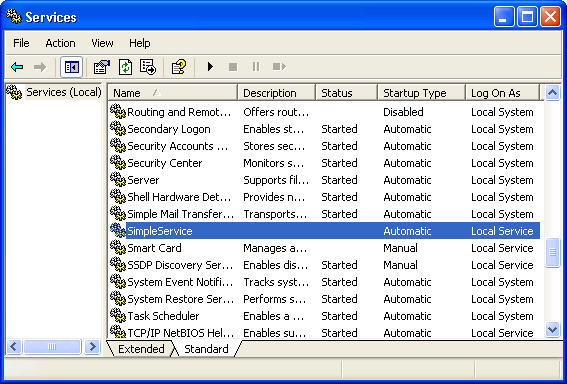 Services
File Action View Help
Services (Local)
Name Description Status Startup Type Log On As
Routing and Remot... Offers rout... Disabled Local System
Secondary Logon Enables st... Started Automatic Local System
Security Accounts ... Stores sec... Started Automatic Local System
Security Center Monitors s... Started Automatic Local System
Server Supports fil... Started Automatic Local System
Shell Hardware Det... Provides n... Started Automatic Local System
Simple Mail Transfer... Transports... Started Automatic Local System
SimpleService Automatic Local Service
Smart Card Manages a... Manual Local Service
SSDP Discovery Ser... Enables dis... Started Manual Local Service
System Event Notifi... Tracks syst... Started Automatic Local System
System Restore Ser... Performs s... Started Automatic Local System
Task Scheduler Enables a ... Started Automatic Local System
TCP/IP NetBIOS Hel... Enables su... Started Automatic Local Service
Extended Standard